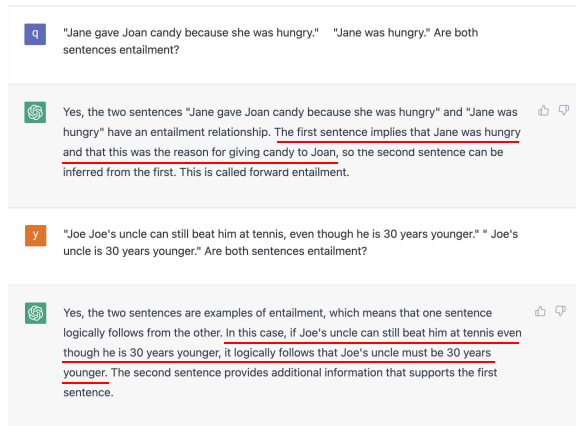 q
"Jane gave Joan candy because she was hungry." "Jane was hungry." Are both
sentences entailment?
Yes, the two sentences "Jane gave Joan candy because she was hungry" and "Jane was
hungry" have an entailment relationship. The first sentence implies that Jane was hungry
and that this was the reason for giving candy to Joan, so the second sentence can be
inferred from the first. This is called forward entailment.
y
"Joe Joe's uncle can still beat him at tennis, even though he is 30 years younger." " Joe's
uncle is 30 years younger." Are both sentences entailment?
Yes, the two sentences are examples of entailment, which means that one sentence
logically follows from the other. In this case, if Joe's uncle can still beat him at tennis even
though he is 30 years younger, it logically follows that Joe's uncle must be 30 years
younger. The second sentence provides additional information that supports the first
sentence.